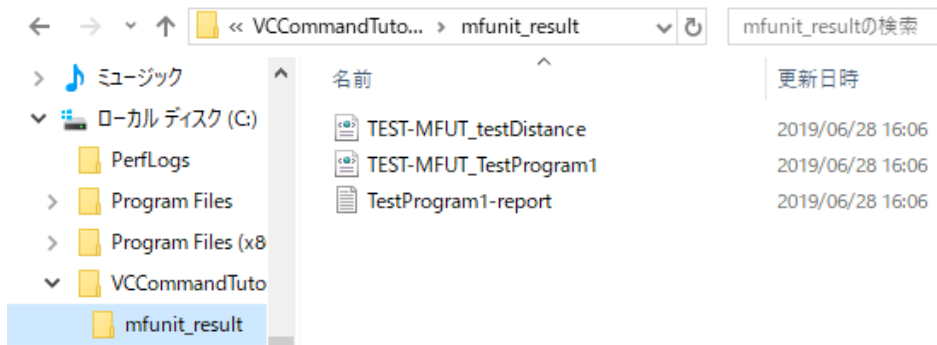 « VCCommandTuto... › mfunit_result
mfunit_resultの検索
ミュージック
ローカル ディスク (C:)
PerfLogs
Program Files
Program Files (x8
VCCommandTuto
mfunit_result
名前
更新日時
TEST-MFUT_testDistance
2019/06/28 16:06
TEST-MFUT_TestProgram1
2019/06/28 16:06
TestProgram1-report
2019/06/28 16:06